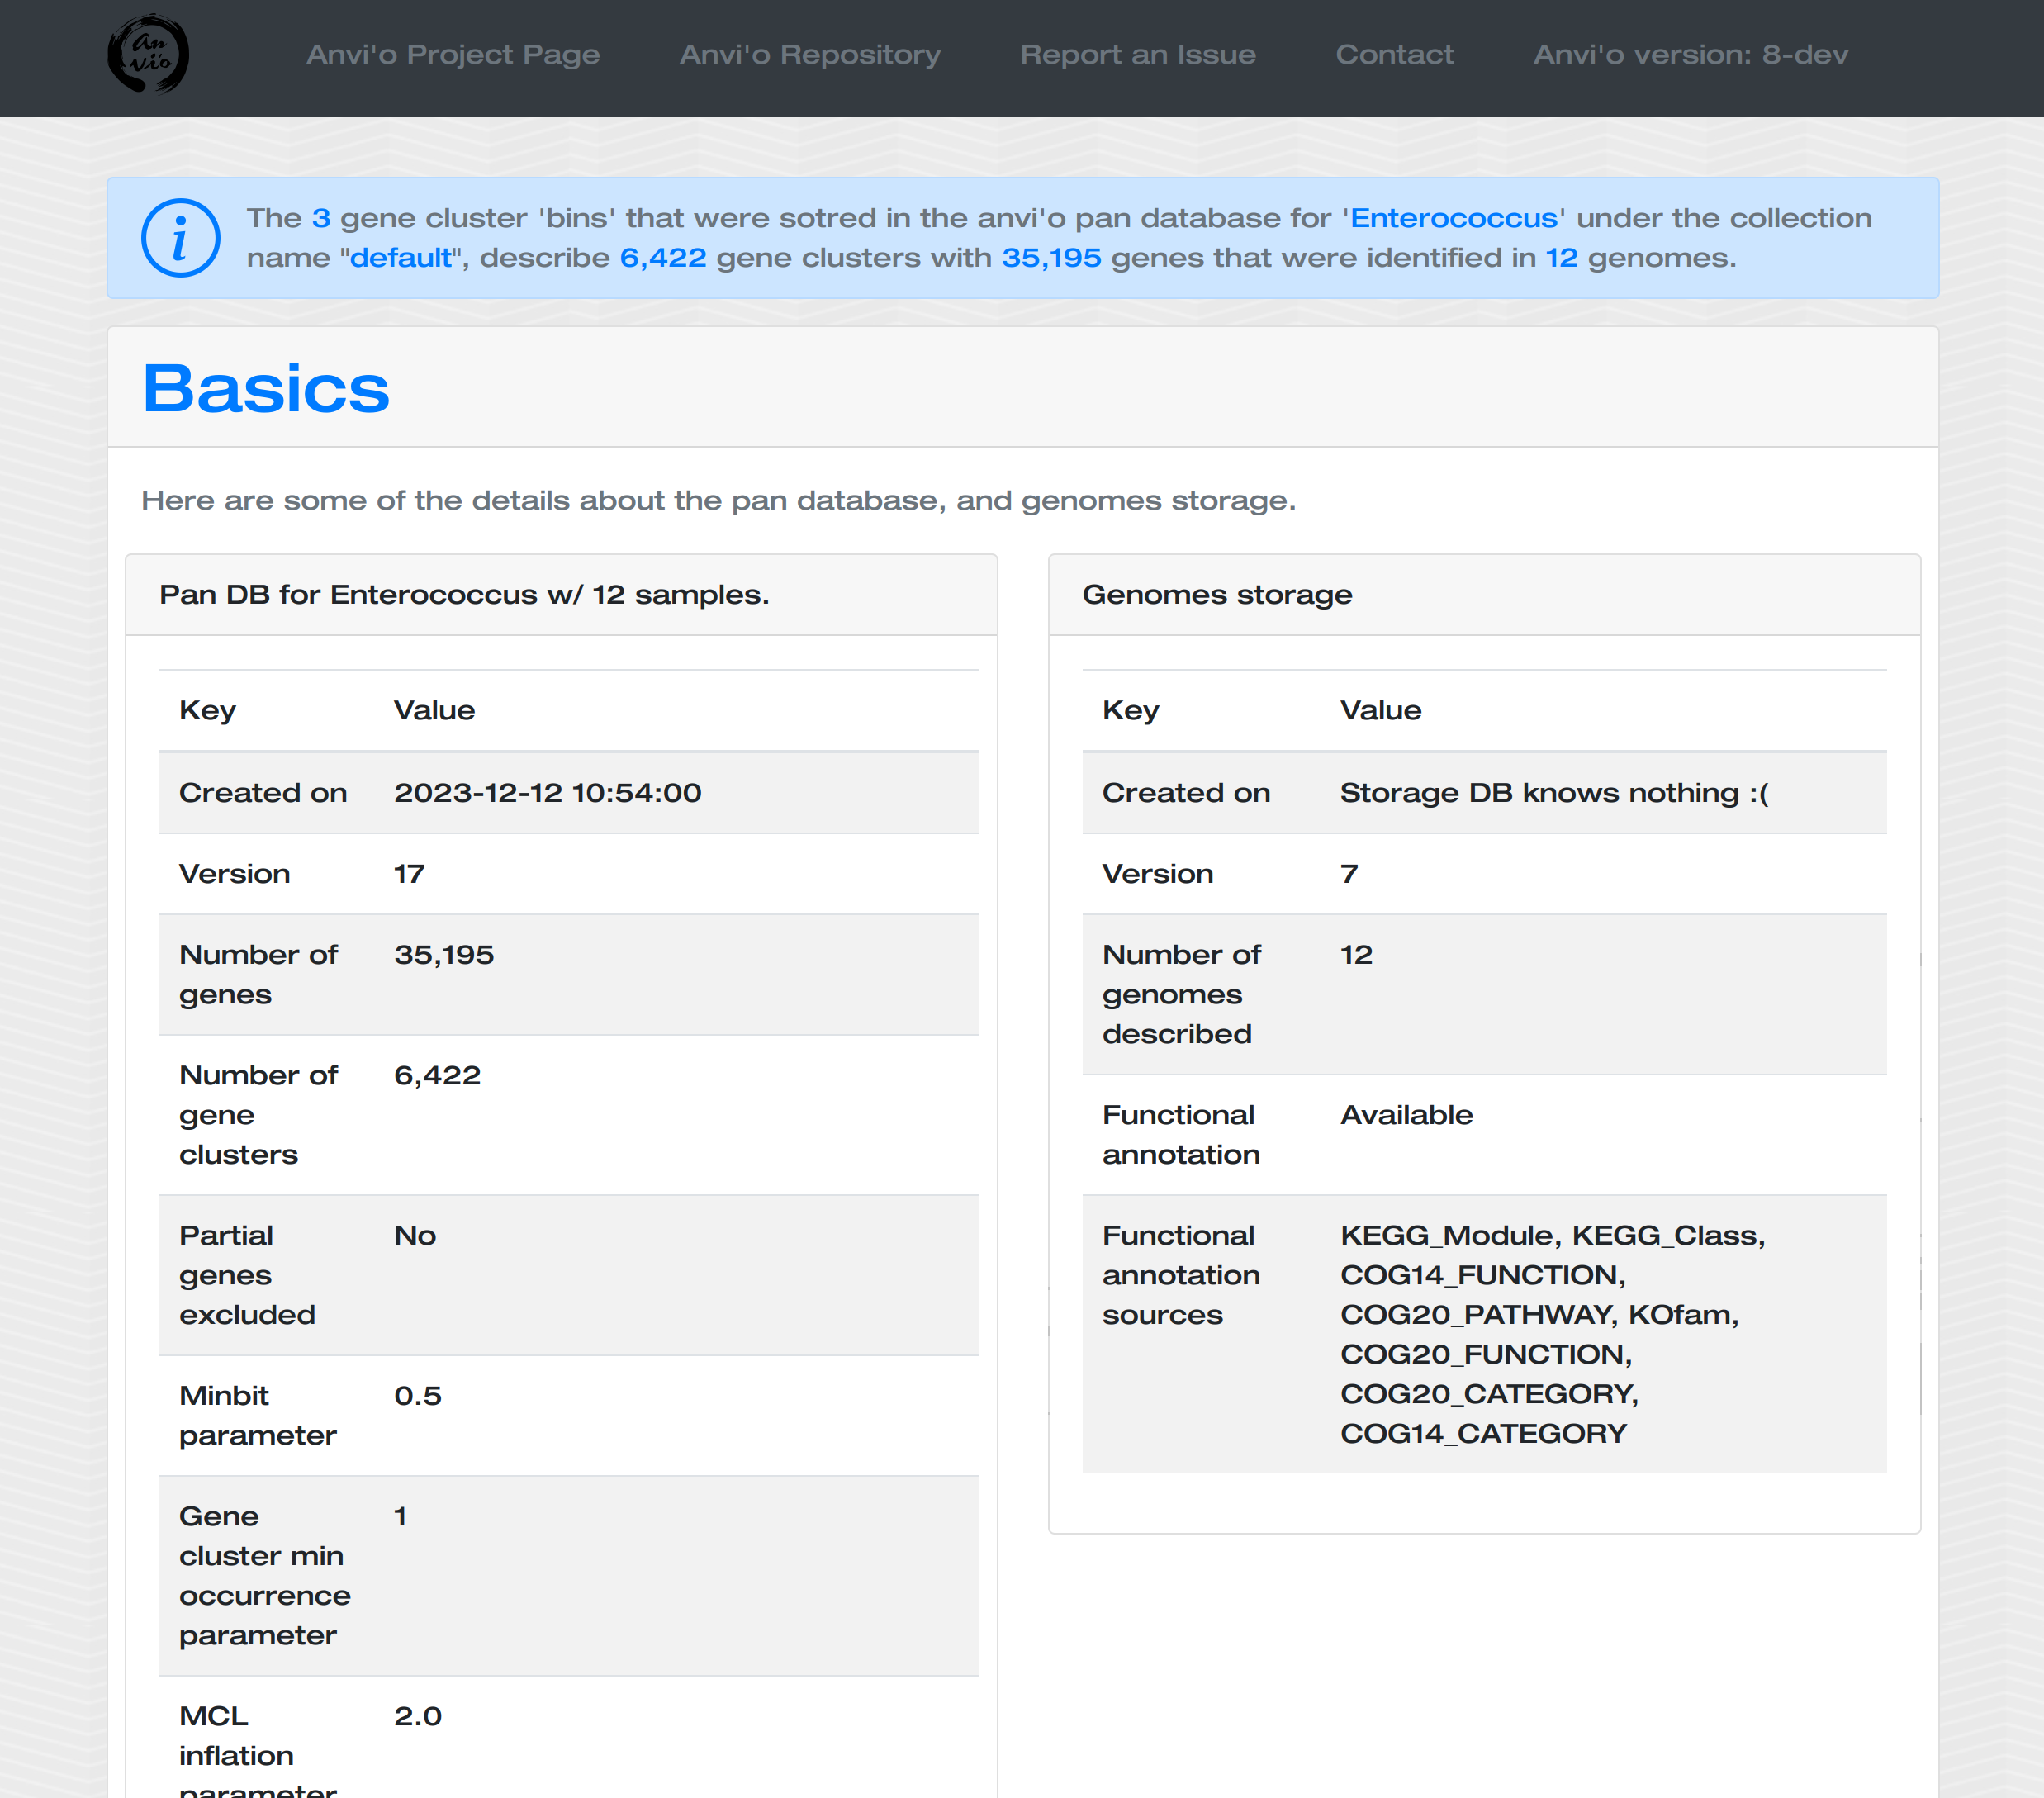 An
vi'o
Anvi'o Project Page
Anvi'o Repository
Report an Issue
Contact
Anvi'o version: 8-dev
The 3 gene cluster 'bins' that were sotred in the anvi'o pan database for 'Enterococcus' under the collection
name "default", describe 6,422 gene clusters with 35,195 genes that were identified in 12 genomes.
Basics
Here are some of the details about the pan database, and genomes storage.
Pan DB for Enterococcus w/ 12 samples.
Key Value
Created on 2023-12-12 10:54:00
Version 17
Number of 35,195
genes
Number of 6,422
gene
clusters
Partial No
genes
excluded
Minbit 0.5
parameter
Gene 1
cluster min
occurrence
parameter
MCL 2.0
inflation
parameter
Genomes storage
Key Value
Created on Storage DB knows nothing :(
Version 7
Number of 12
genomes
described
Functional Available
annotation
Functional KEGG_Module, KEGG_Class,
annotation COG14_FUNCTION,
sources COG20_PATHWAY, KOfam,
COG20_FUNCTION,
COG20_CATEGORY,
COG14_CATEGORY